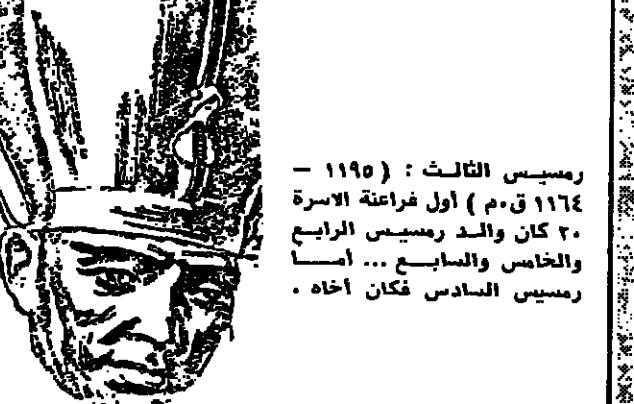 رمسيس الثالث : ( ١١٩٥ –
١١٦٤ ق.م ) أول فراعنة الاسرة
٢٠ كان والد رمسيس الرابع
والخامس والسابع ... أما
رمسيس السادس فكان أخاه .